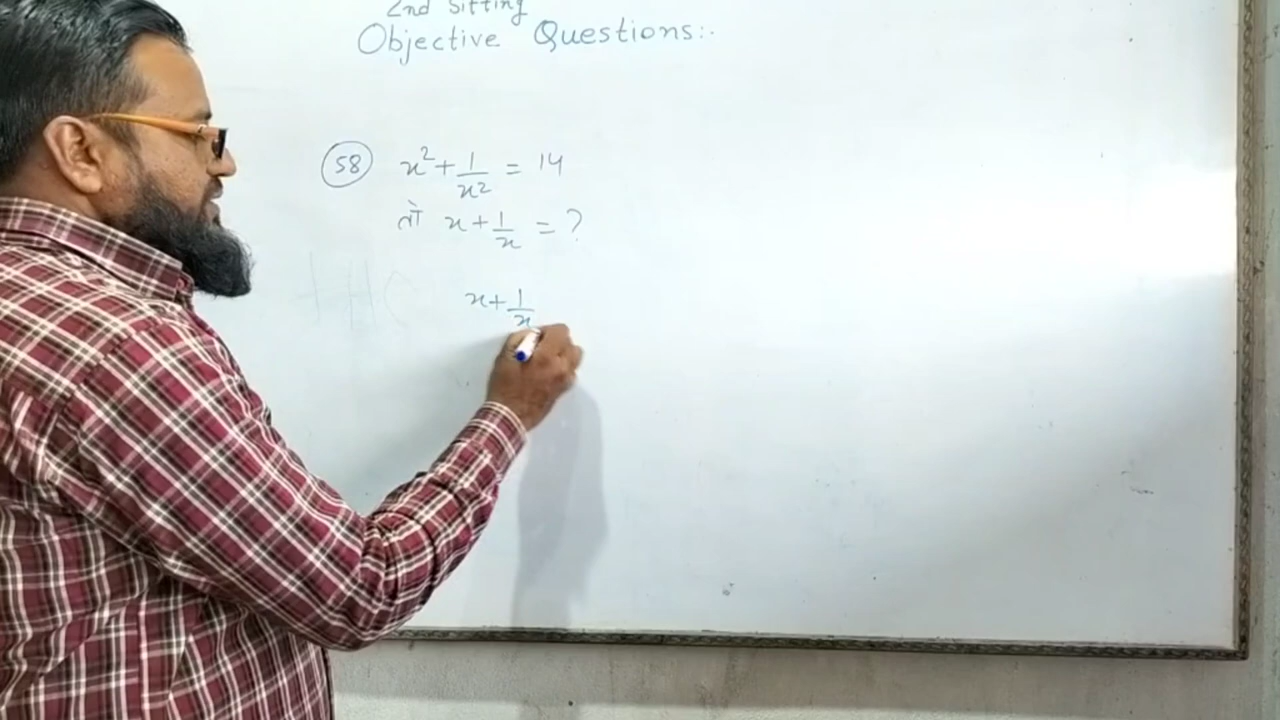 2nd Sitting
Objective Questions:-
58 x² + 1/x² = 14
तो x + 1/x = ?
x + 1/x